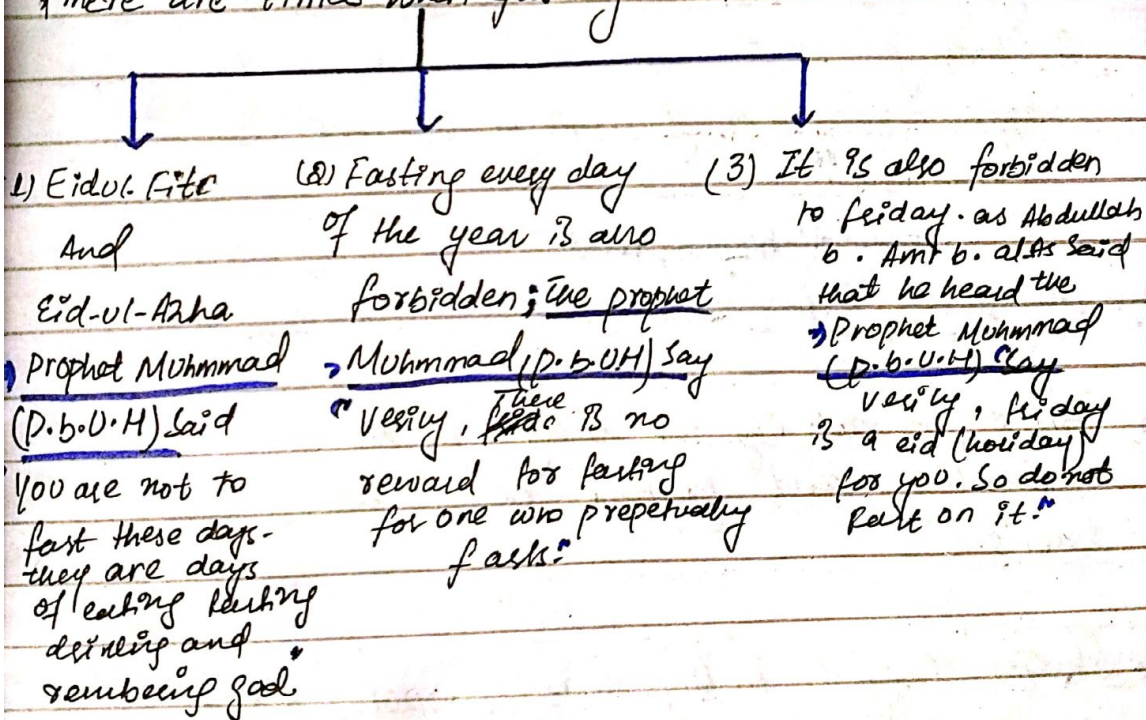 There are times when
1) Eidul-Fitr
And
Eid-ul-Azha
Prophet Muhmmad
(P.b.U.H) Said
You are not to
fast these days-
they are days
of eating
drinking and
rembeing god"
(2) Fasting every day
of the year is also
forbidden; The prophet
Muhmmad, (P.b.UH) Say
" Verily, There is no
reward for fasting
for one who prepetually
fasts:"
(3) It is also forbidden
to friday. as Abdullah
b. Amr b. al As Said
that he heard the
Prophet Muhmmad
(p.b.U.H) "Say
Verily, friday
is a eid (holiday)
for you. So do not
Fast on it."